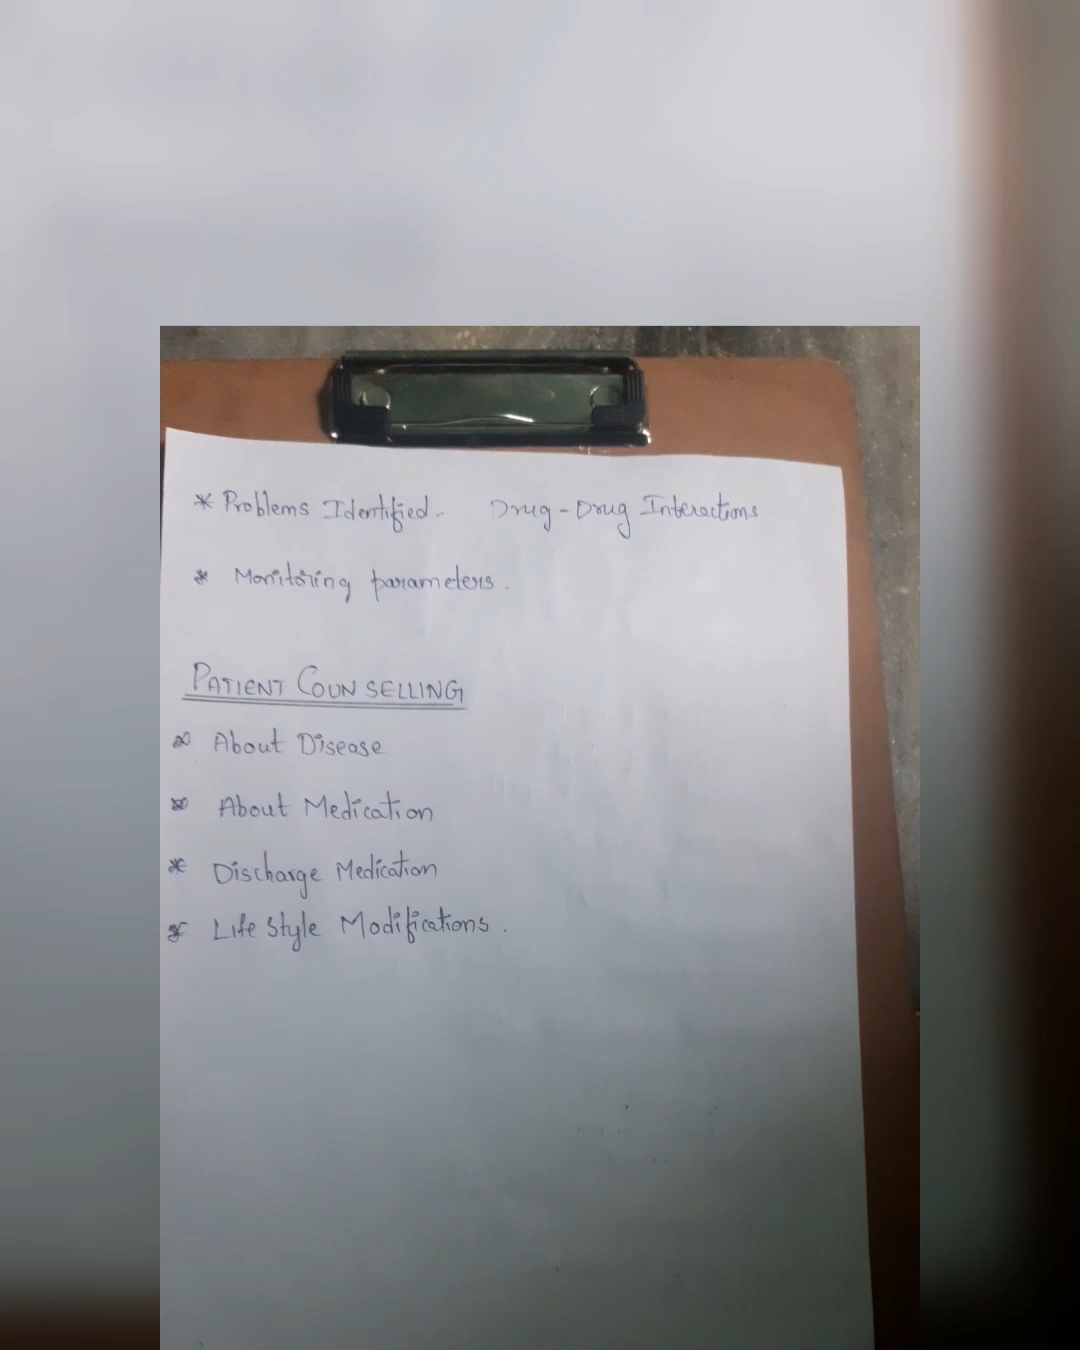 * Problems Identified - Drug-Drug Interactions
* Monitoring parameters.
PATIENT COUNSELLING
* About Disease
* About Medication
* Discharge Medication
* Life Style Modifications.